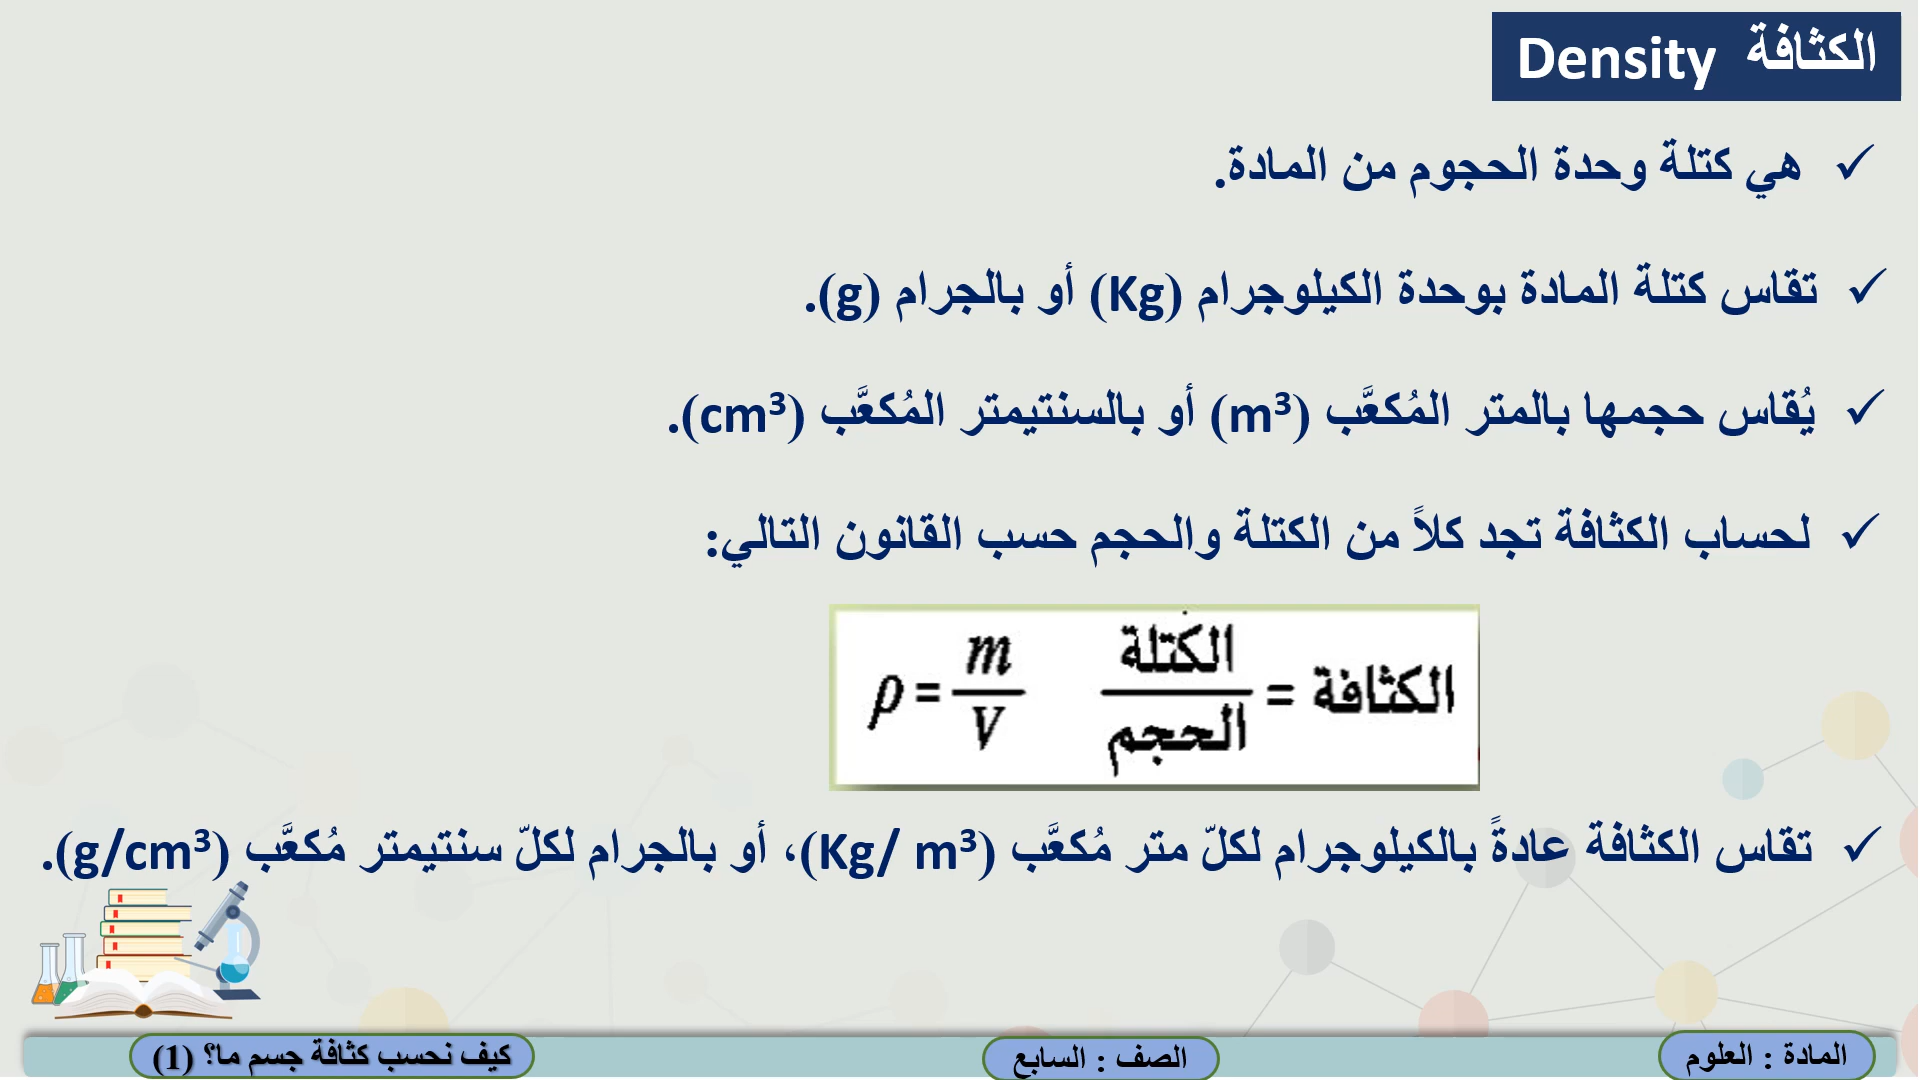 الكثافة Density
✓ هي كتلة وحدة الحجوم من المادة.
✓ تقاس كتلة المادة بوحدة الكيلوجرام (Kg) أو بالجرام (g).
✓ يُقاس حجمها بالمتر المُكعَّب (m³) أو بالسنتيمتر المُكعَّب (cm³).
✓ لحساب الكثافة تجد كلاً من الكتلة والحجم حسب القانون التالي:
الكثافة = الكتلة / الحجم ρ = m / V
✓ تقاس الكثافة عادةً بالكيلوجرام لكلّ متر مُكعَّب (Kg/ m³)، أو بالجرام لكلّ سنتيمتر مُكعَّب (g/cm³).
المادة : العلوم
الصف : السابع
كيف نحسب كثافة جسم ما؟ (1)